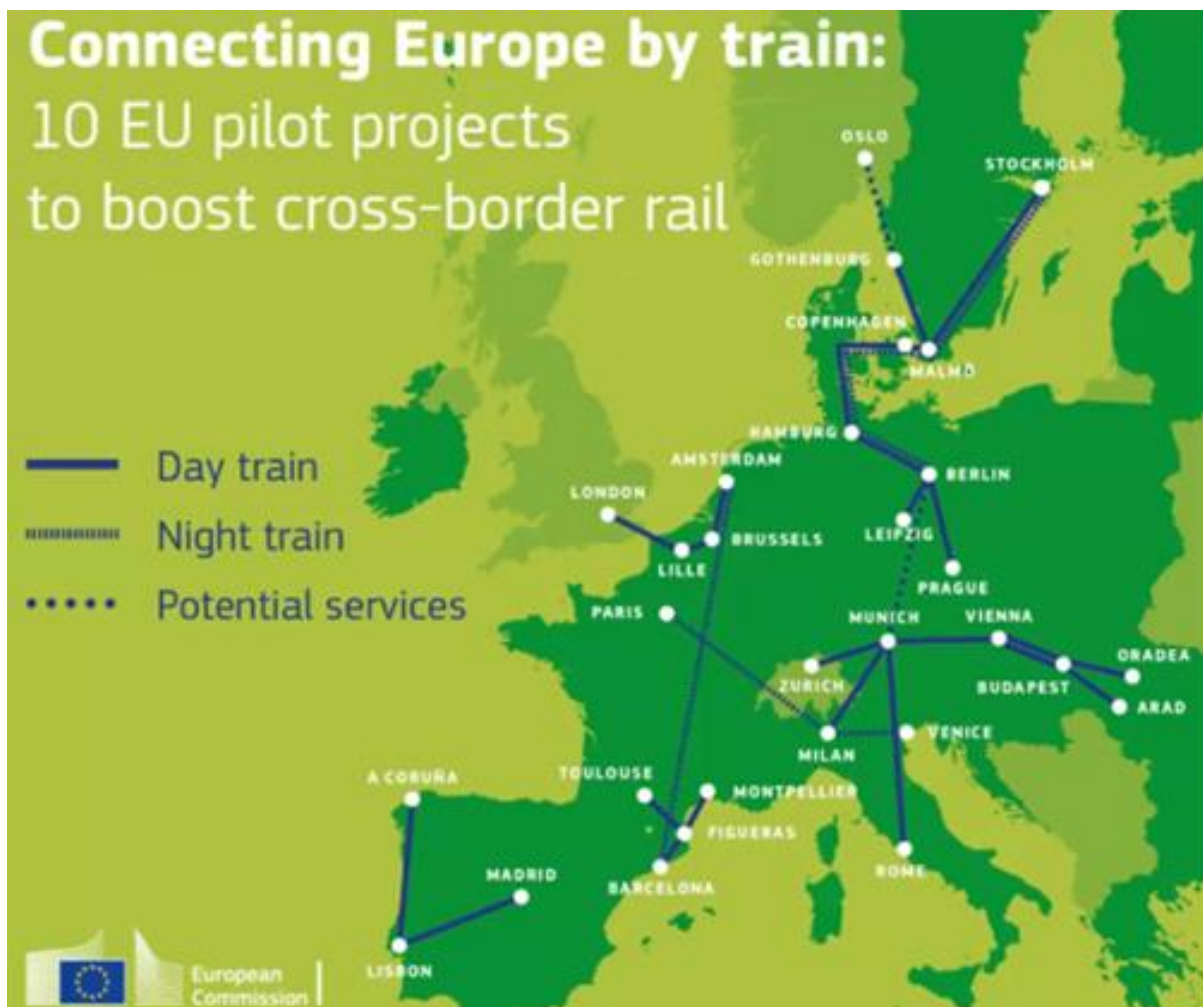 Connecting Europe by train:
10 EU pilot projects
to boost cross-border rail
OSLO
STOCKHOLM
GOTHENBURG
COPENHAGEN
MALMÖ
HAMBURG
AMSTERDAM
BERLIN
Day train
LONDON
LEIPZIG
Night train
BRUSSELS
LILLE
PRAGUE
Potential services
PARIS
MUNICH
VIENNA
ORADEA
ZURICH
BUDAPEST
ARAD
VENICE
MILAN
A CORUÑA
TOULOUSE
MONTPELLIER
FIGUERAS
MADRID
BARCELONA
ROME
LISBON
European
Commission